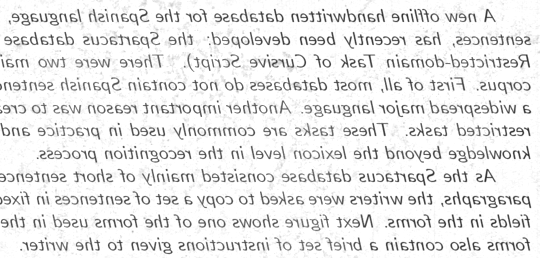 A new offline handwritten database for the Spanish language,
sentences, has recently been developed: the Spartacus database
Restricted-domain Task of Cursive Script). There were two
corpus. First of all, most databases do not contain Spanish
a widespread major language. Another important reason was to
restricted tasks. These tasks are commonly used in practice and
knowledge beyond the lexicon level in the recognition process.
As the Spartacus database consisted mainly of short
paragraphs, the writers were asked to copy a set of sentences in
fields in the forms. Next figure shows one of the forms used in the
forms also contain a brief set of instructions given to the writer.